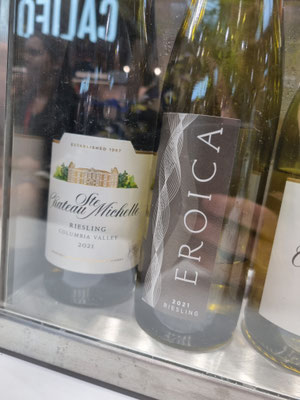 CALIFO
ESTABLISHED 1967
Ste
Chateau Michelle
RIESLING
COLUMBIA VALLEY
2021
EROICA
2021
RIESLING